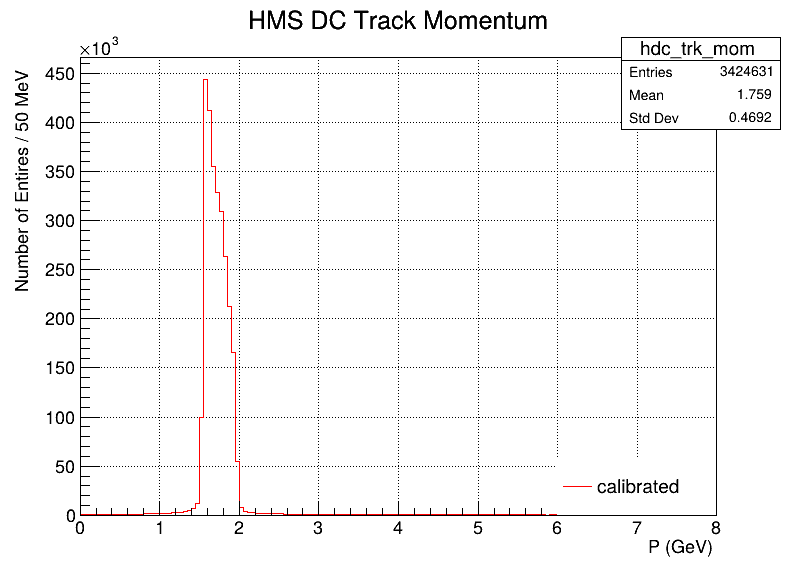 HMS DC Track Momentum
×10³
hdc_trk_mom
Entries 3424631
Mean 1.759
Std Dev 0.4692
Number of Entires / 50 MeV
450
400
350
300
250
200
150
100
50
0
calibrated
0 1 2 3 4 5 6 7 8
P (GeV)